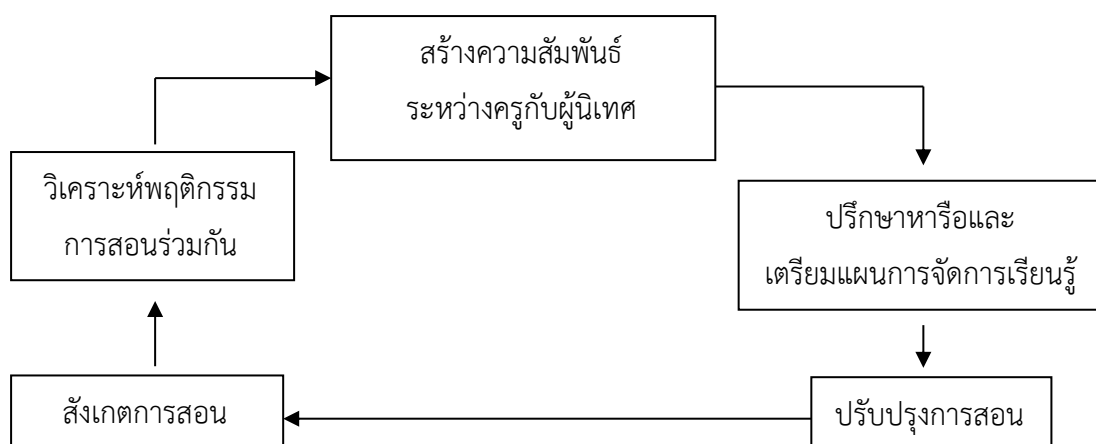 สร้างความสัมพันธ์
ระหว่างครูกับผู้นิเทศ
ปรึกษาหารือและ
เตรียมแผนการจัดการเรียนรู้
ปรับปรุงการสอน
สังเกตการสอน
วิเคราะห์พฤติกรรม
การสอนร่วมกัน